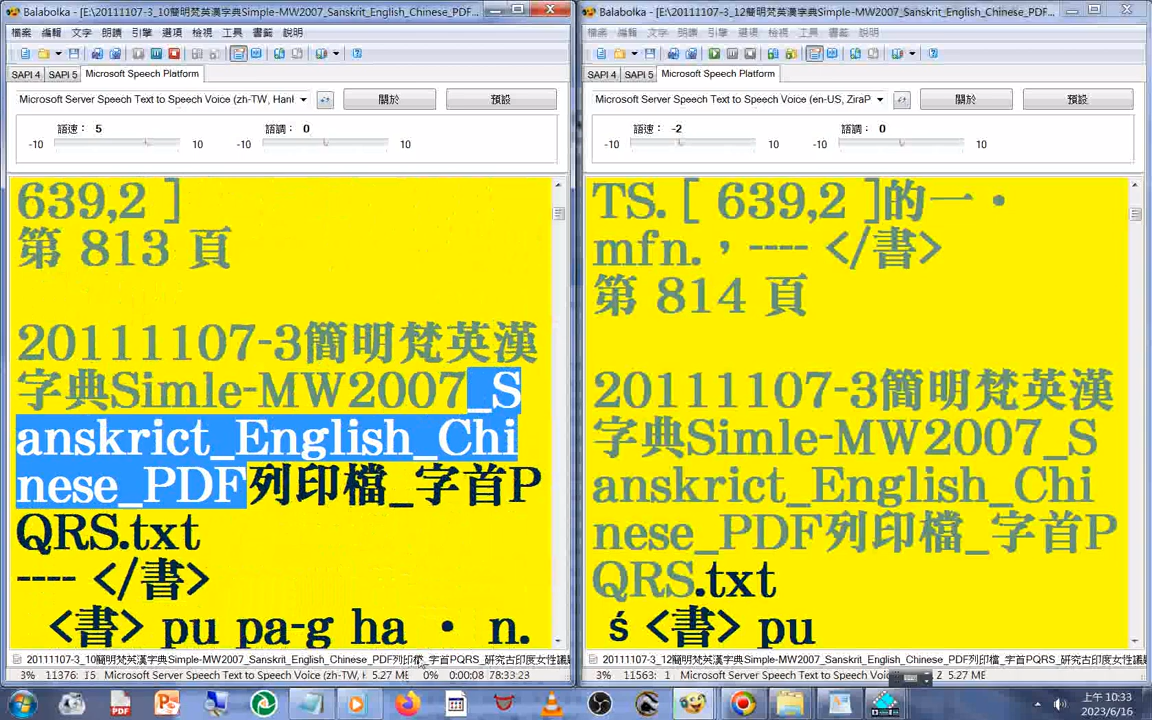 Balabolka - [E:\20111107-3_10簡明梵英漢字典Simple-MW2007_Sanskrit_English_Chinese_PDF...
檔案 編輯 文字 朗讀 引擎 選項 檢視 工具 書籤 說明
SAPI 4 SAPI 5 Microsoft Speech Platform
Microsoft Server Speech Text to Speech Voice (zh-TW, Hanl
關於 預設
語速： 5 語調： 0
-10 10 -10 10
639,2 ]
第 813 頁
20111107-3簡明梵英漢
字典Simle-MW2007_S
anskrict_English_Chi
nese_PDF列印檔_字首P
QRS.txt
---- </書>
<書> pu pa-g ha • n.
20111107-3_10簡明梵英漢字典Simple-MW2007_Sanskrit_English_Chinese_PDF列印檔_字首PQRS_研究古印度女性議
3% 11376: 15 Microsoft Server Speech Text to Speech Voice (zh-TW, H 5.27 ME 0% 0:00:08 78:33:23
Balabolka - [E:\20111107-3_12簡明梵英漢字典Simple-MW2007_Sanskrit_English_Chinese_PDF...
檔案 編輯 文字 朗讀 引擎 選項 檢視 工具 書籤 說明
SAPI 4 SAPI 5 Microsoft Speech Platform
Microsoft Server Speech Text to Speech Voice (en-US, ZiraP
關於 預設
語速： -2 語調： 0
-10 10 -10 10
TS. [ 639,2 ]的一•
mfn.，---- </書>
第 814 頁
20111107-3簡明梵英漢
字典Simle-MW2007_S
anskrict_English_Chi
nese_PDF列印檔_字首P
QRS.txt
ś <書> pu
20111107-3_12簡明梵英漢字典Simple-MW2007_Sanskrit_English_Chinese_PDF列印檔_字首PQRS_研究古印度女性議
3% 11563: 1 Microsoft Server Speech Text to Speech Voice 5.27 ME
上午 10:33
2023/6/16